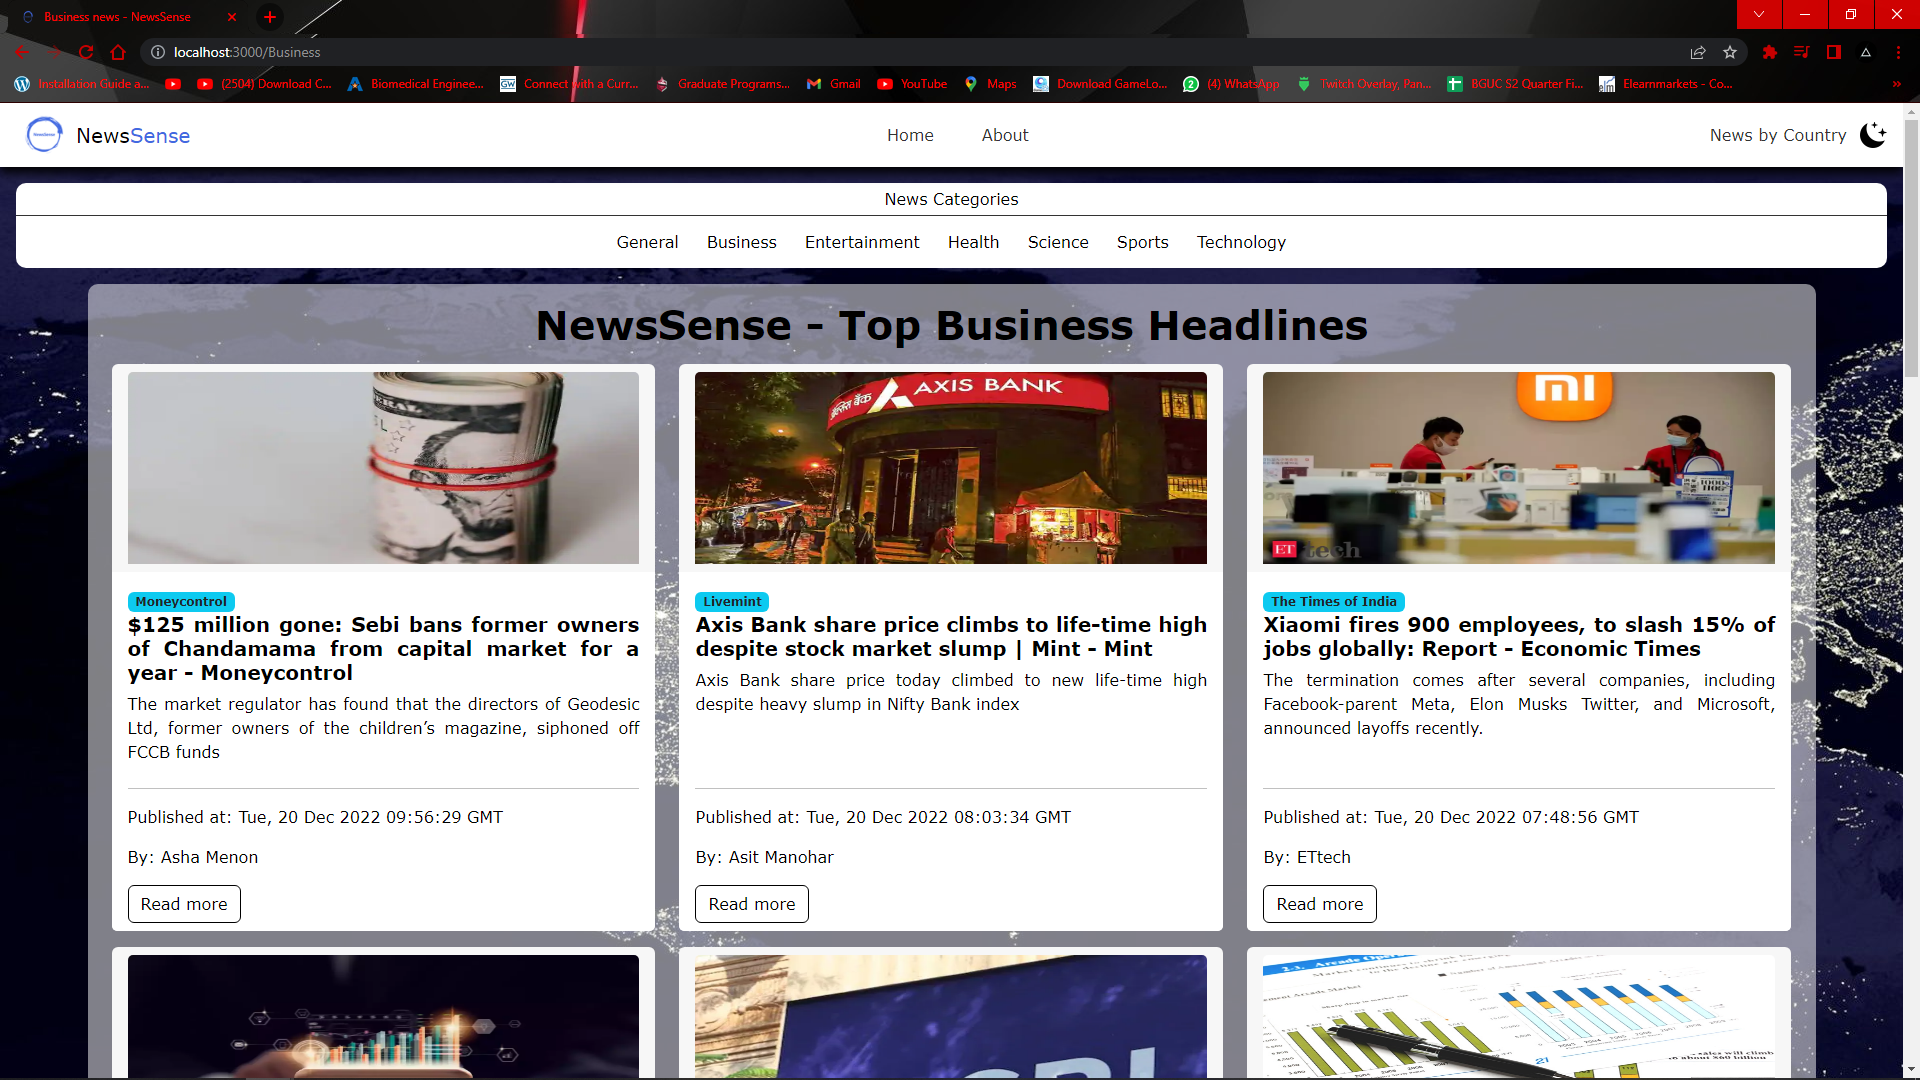 Business news - NewsSense
localhost:3000/Business
Installation Guide a...
(2504) Download C...
Biomedical Enginee...
Connect with a Curr...
Graduate Programs...
Gmail
YouTube
Maps
Download GameLo...
(4) WhatsApp
Twitch Overlay, Pan...
BGUC S2 Quarter Fi...
Elearnmarkets - Co...
NewsSense
Home
About
News by Country
News Categories
General Business Entertainment Health Science Sports Technology
NewsSense - Top Business Headlines
Moneycontrol
$125 million gone: Sebi bans former owners
of Chandamama from capital market for a
year - Moneycontrol
The market regulator has found that the directors of Geodesic
Ltd, former owners of the children’s magazine, siphoned off
FCCB funds
Published at: Tue, 20 Dec 2022 09:56:29 GMT
By: Asha Menon
Read more
AXIS BANK
Livemint
Axis Bank share price climbs to life-time high
despite stock market slump | Mint - Mint
Axis Bank share price today climbed to new life-time high
despite heavy slump in Nifty Bank index
Published at: Tue, 20 Dec 2022 08:03:34 GMT
By: Asit Manohar
Read more
mi
ET tech
The Times of India
Xiaomi fires 900 employees, to slash 15% of
jobs globally: Report - Economic Times
The termination comes after several companies, including
Facebook-parent Meta, Elon Musks Twitter, and Microsoft,
announced layoffs recently.
Published at: Tue, 20 Dec 2022 07:48:56 GMT
By: ETtech
Read more